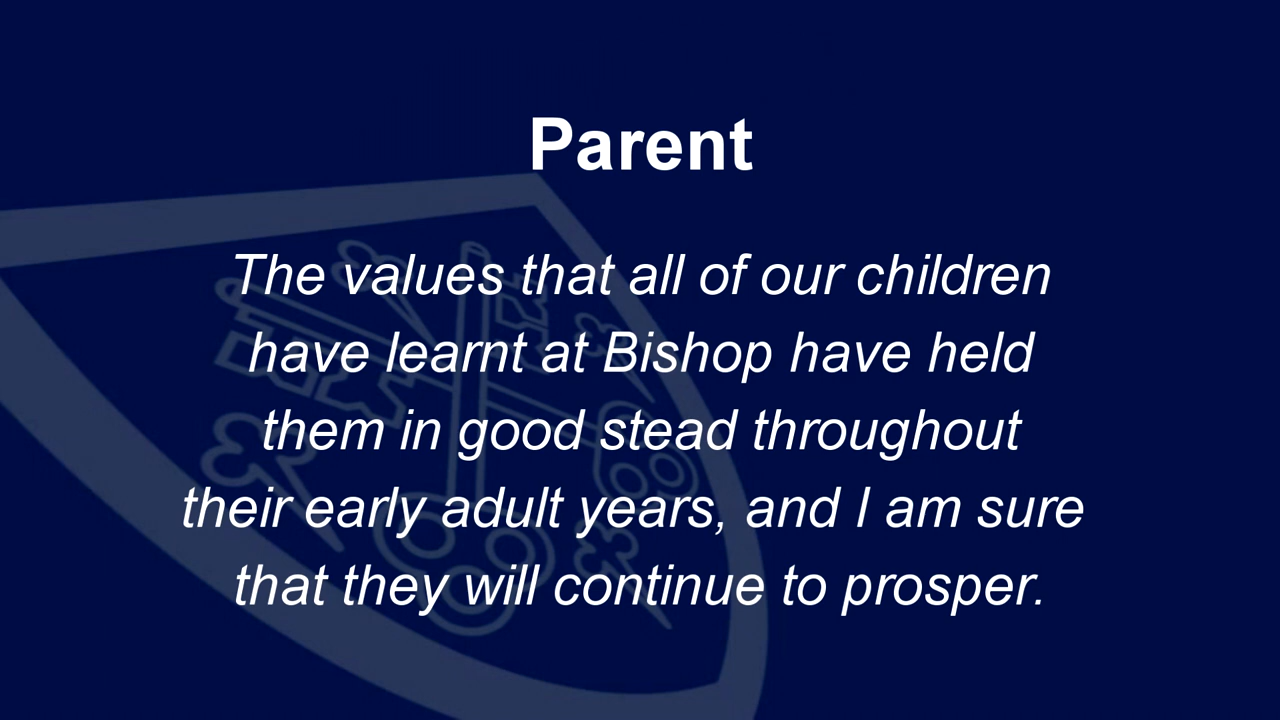 Parent
The values that all of our children
have learnt at Bishop have held
them in good stead throughout
their early adult years, and I am sure
that they will continue to prosper.